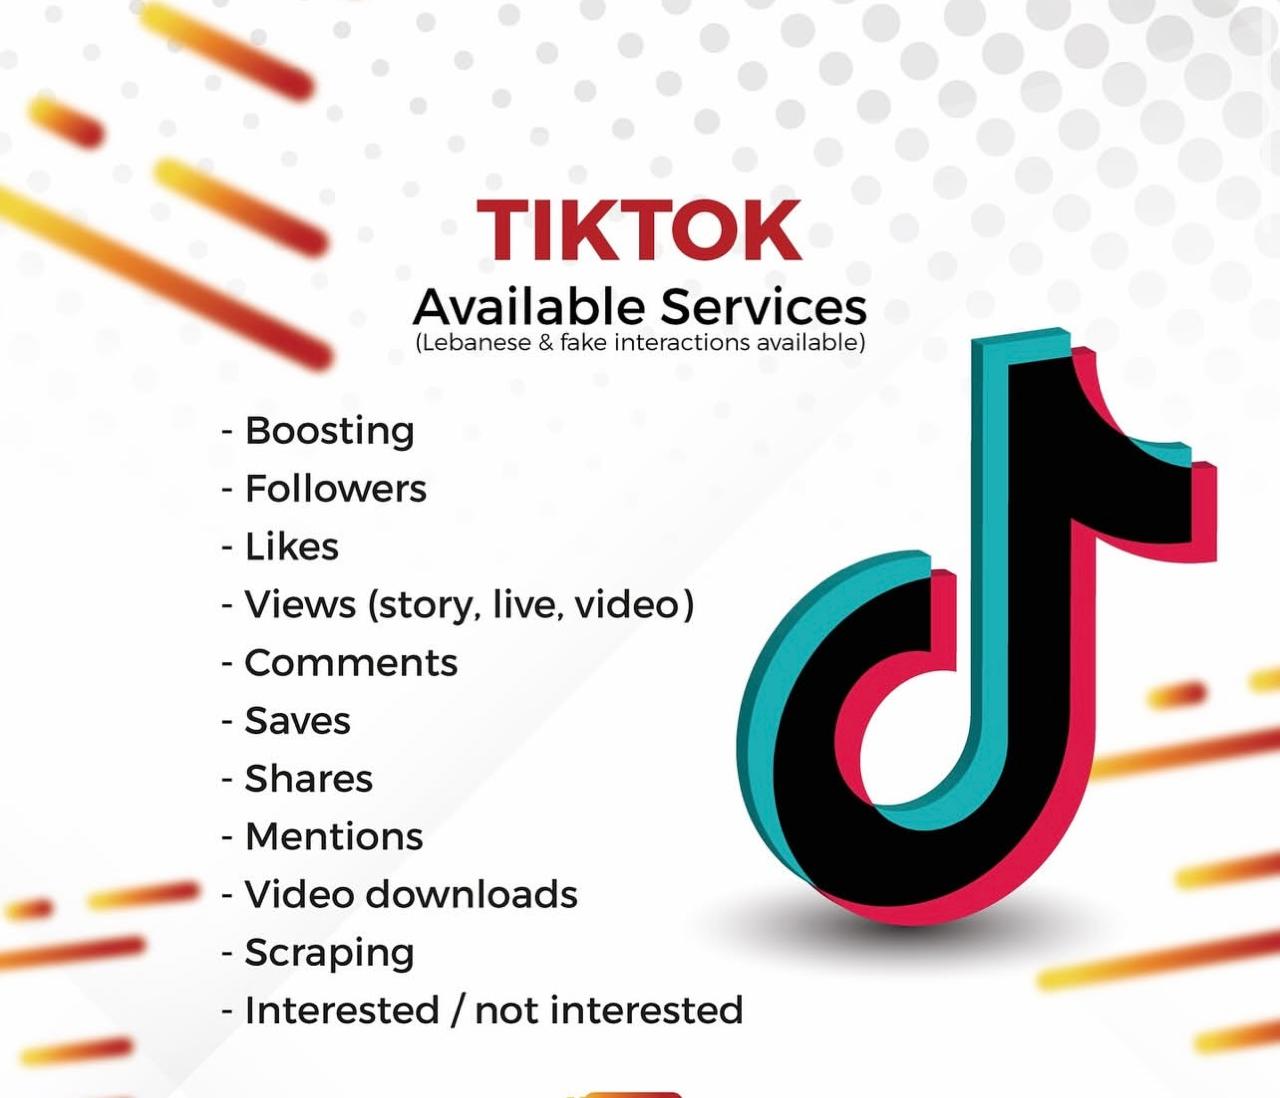 TIKTOK
Available Services
(Lebanese & fake interactions available)
- Boosting
- Followers
- Likes
- Views (story, live, video)
- Comments
- Saves
- Shares
- Mentions
- Video downloads
- Scraping
- Interested / not interested